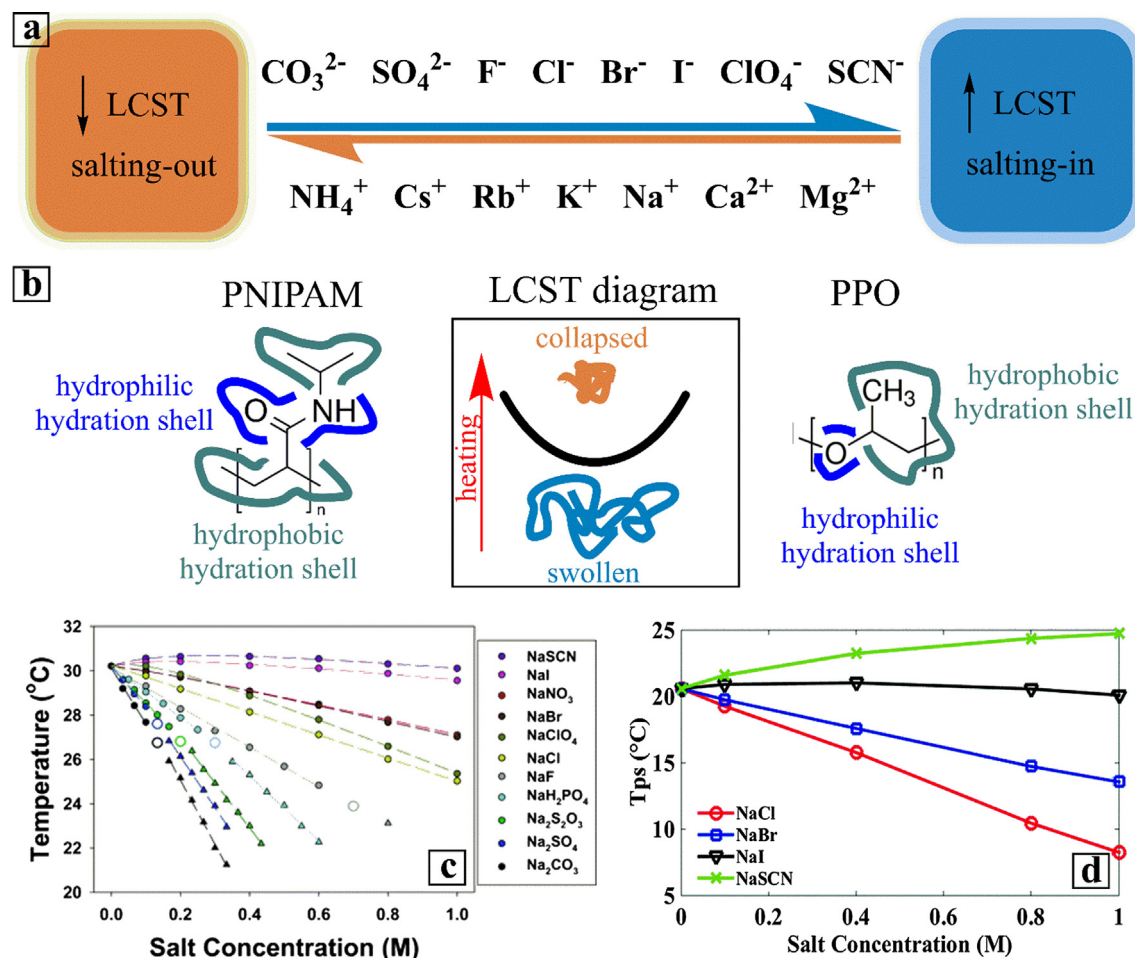 a
↓ LCST
salting-out
CO₃²⁻ SO₄²⁻ F⁻ Cl⁻ Br⁻ I⁻ ClO₄⁻ SCN⁻
NH₄⁺ Cs⁺ Rb⁺ K⁺ Na⁺ Ca²⁺ Mg²⁺
↑ LCST
salting-in
b
PNIPAM
hydrophilic
hydration shell
O
NH
n
hydrophobic
hydration shell
LCST diagram
collapsed
heating
swollen
PPO
CH₃
O
n
hydrophobic
hydration shell
hydrophilic
hydration shell
Temperature (°C)
32
30
28
26
24
22
20
0.0 0.2 0.4 0.6 0.8 1.0
Salt Concentration (M)
c
NaSCN
NaI
NaNO₃
NaBr
NaClO₄
NaCl
NaF
NaH₂PO₄
Na₂S₂O₃
Na₂SO₄
Na₂CO₃
Tps (°C)
25
20
15
10
5
0 0.2 0.4 0.6 0.8 1
Salt Concentration (M)
NaCl
NaBr
NaI
NaSCN
d